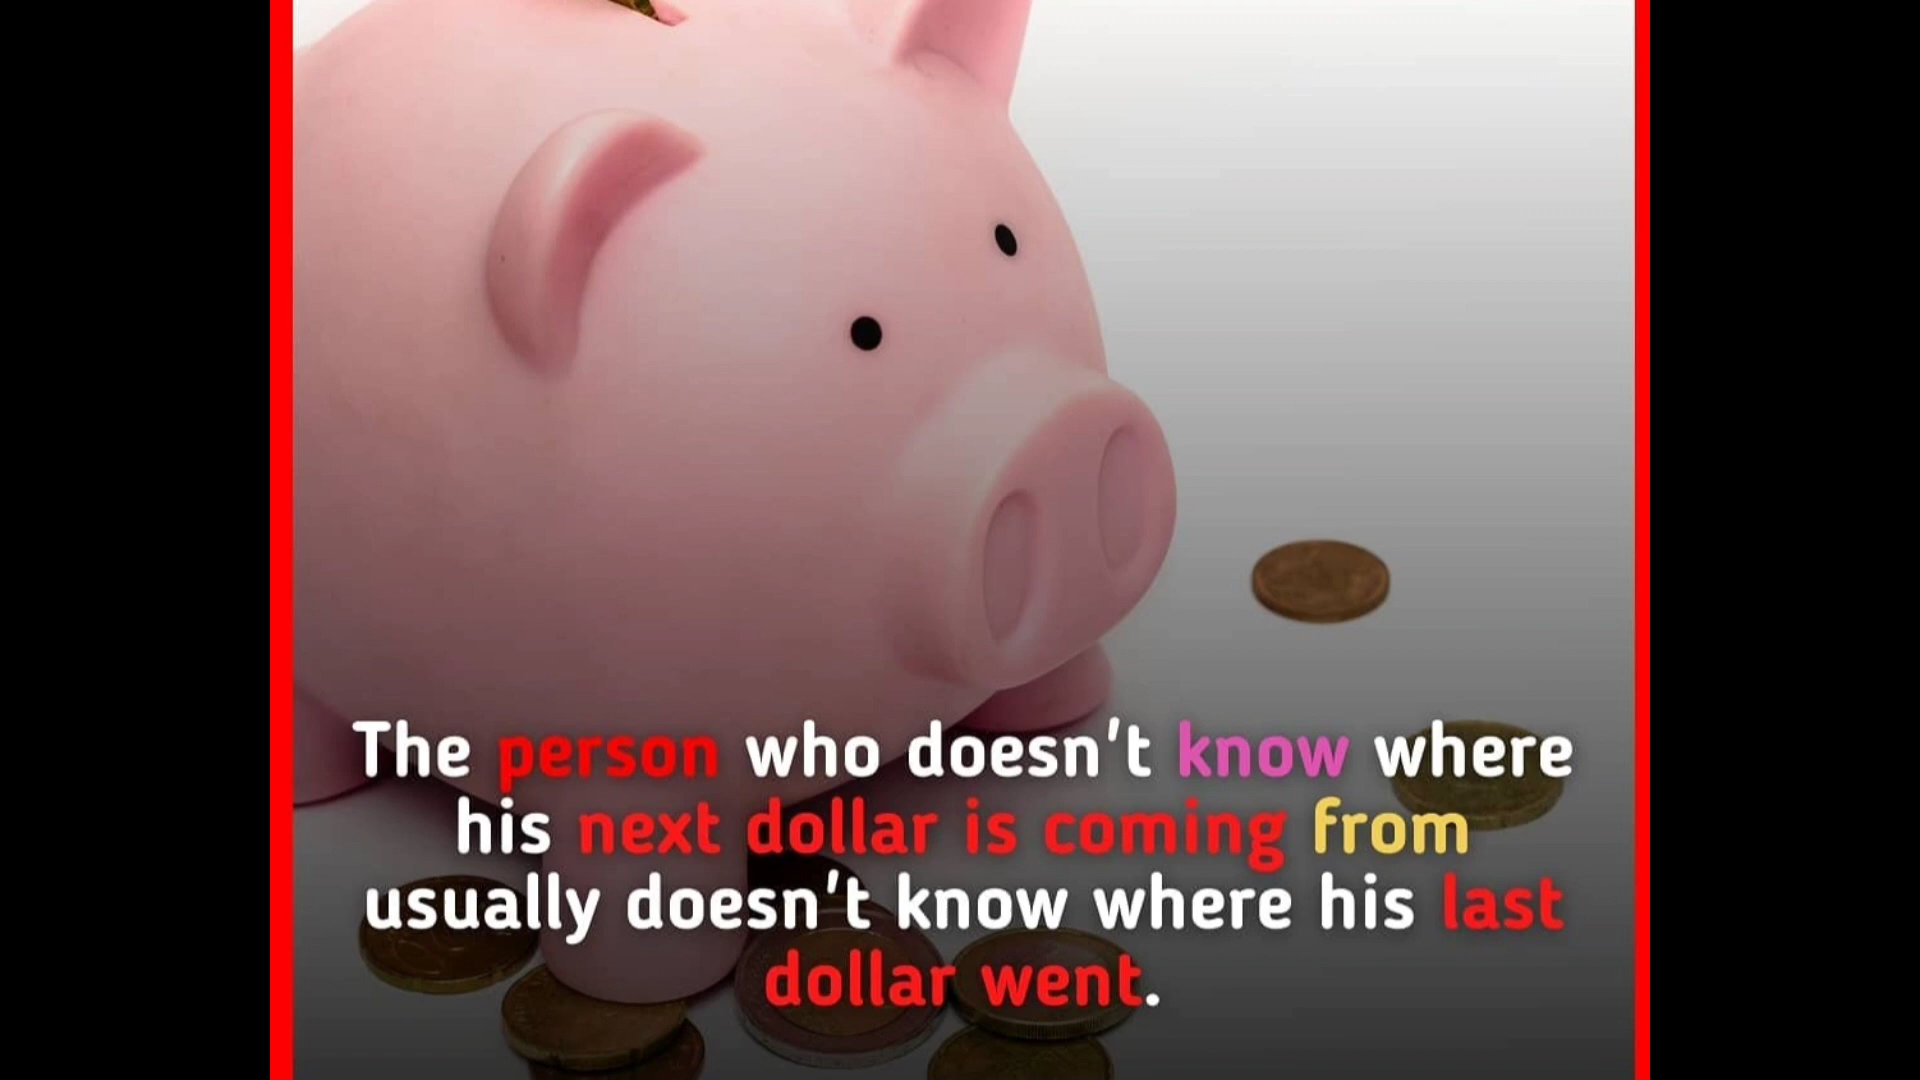 The person who doesn't know where
his next dollar is coming from
usually doesn't know where his last
dollar went.